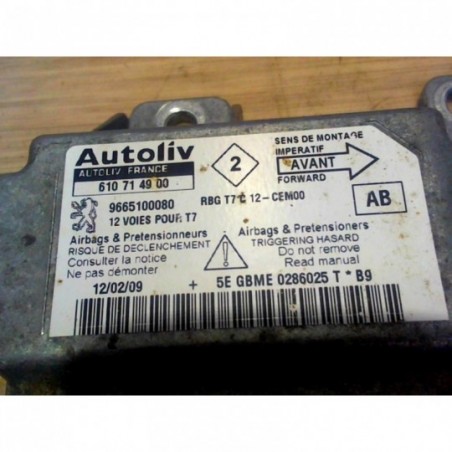 Autoliv
AUTOLIV FRANCE
610 71 49 00
2
SENS DE MONTAGE
IMPERATIF
AVANT
FORWARD
9665100080
12 VOIES POUR T7
RBG T7 C 12-CEM00
AB
Airbags & Pretensionneurs
RISQUE DE DECLENCHEMENT
Consulter la notice
Ne pas démonter
Airbags & Pretensioners
TRIGGERING HASARD
Do not remove
Read manual
12/02/09 + 5E GBME 0286025 T * B9